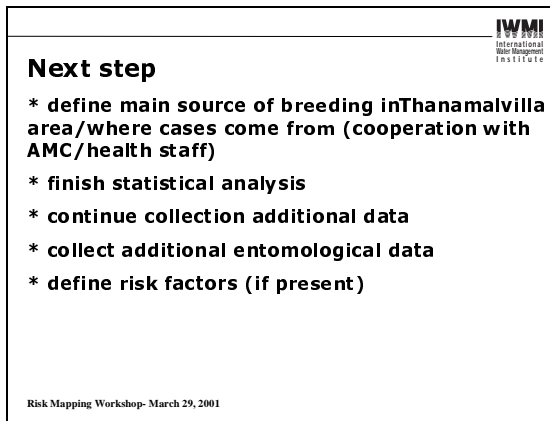 IWMI
International
Water Management
Institute
Next step
* define main source of breeding inThanamalvilla
area/where cases come from (cooperation with
AMC/health staff)
* finish statistical analysis
* continue collection additional data
* collect additional entomological data
* define risk factors (if present)
Risk Mapping Workshop- March 29, 2001